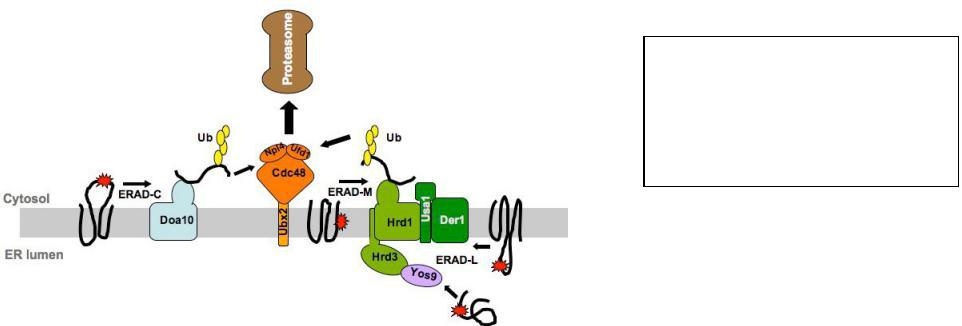 Proteasome
Ub
Ub
Npl4
Ufd1
Cdc48
ERAD-C
ERAD-M
Cytosol
Doa10
Ubx2
Hrd1
Usa1
Der1
ER lumen
Hrd3
ERAD-L
Yos9